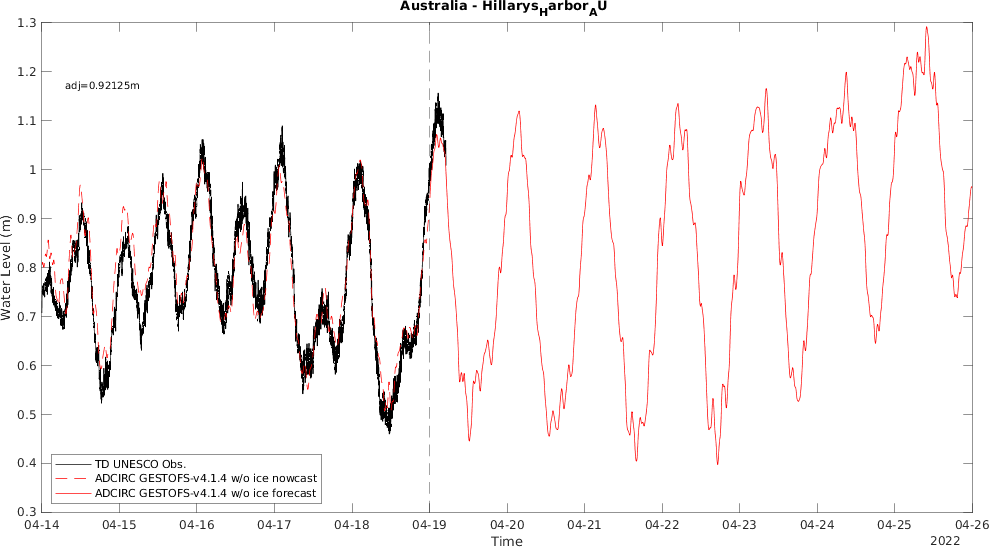 Australia - HillarysHarborAU
adj=0.92125m
Water Level (m)
1.3
1.2
1.1
1
0.9
0.8
0.7
0.6
0.5
0.4
0.3
TD UNESCO Obs.
ADCIRC GESTOFS-v4.1.4 w/o ice nowcast
ADCIRC GESTOFS-v4.1.4 w/o ice forecast
04-14 04-15 04-16 04-17 04-18 04-19 04-20 04-21 04-22 04-23 04-24 04-25 04-26
Time
2022